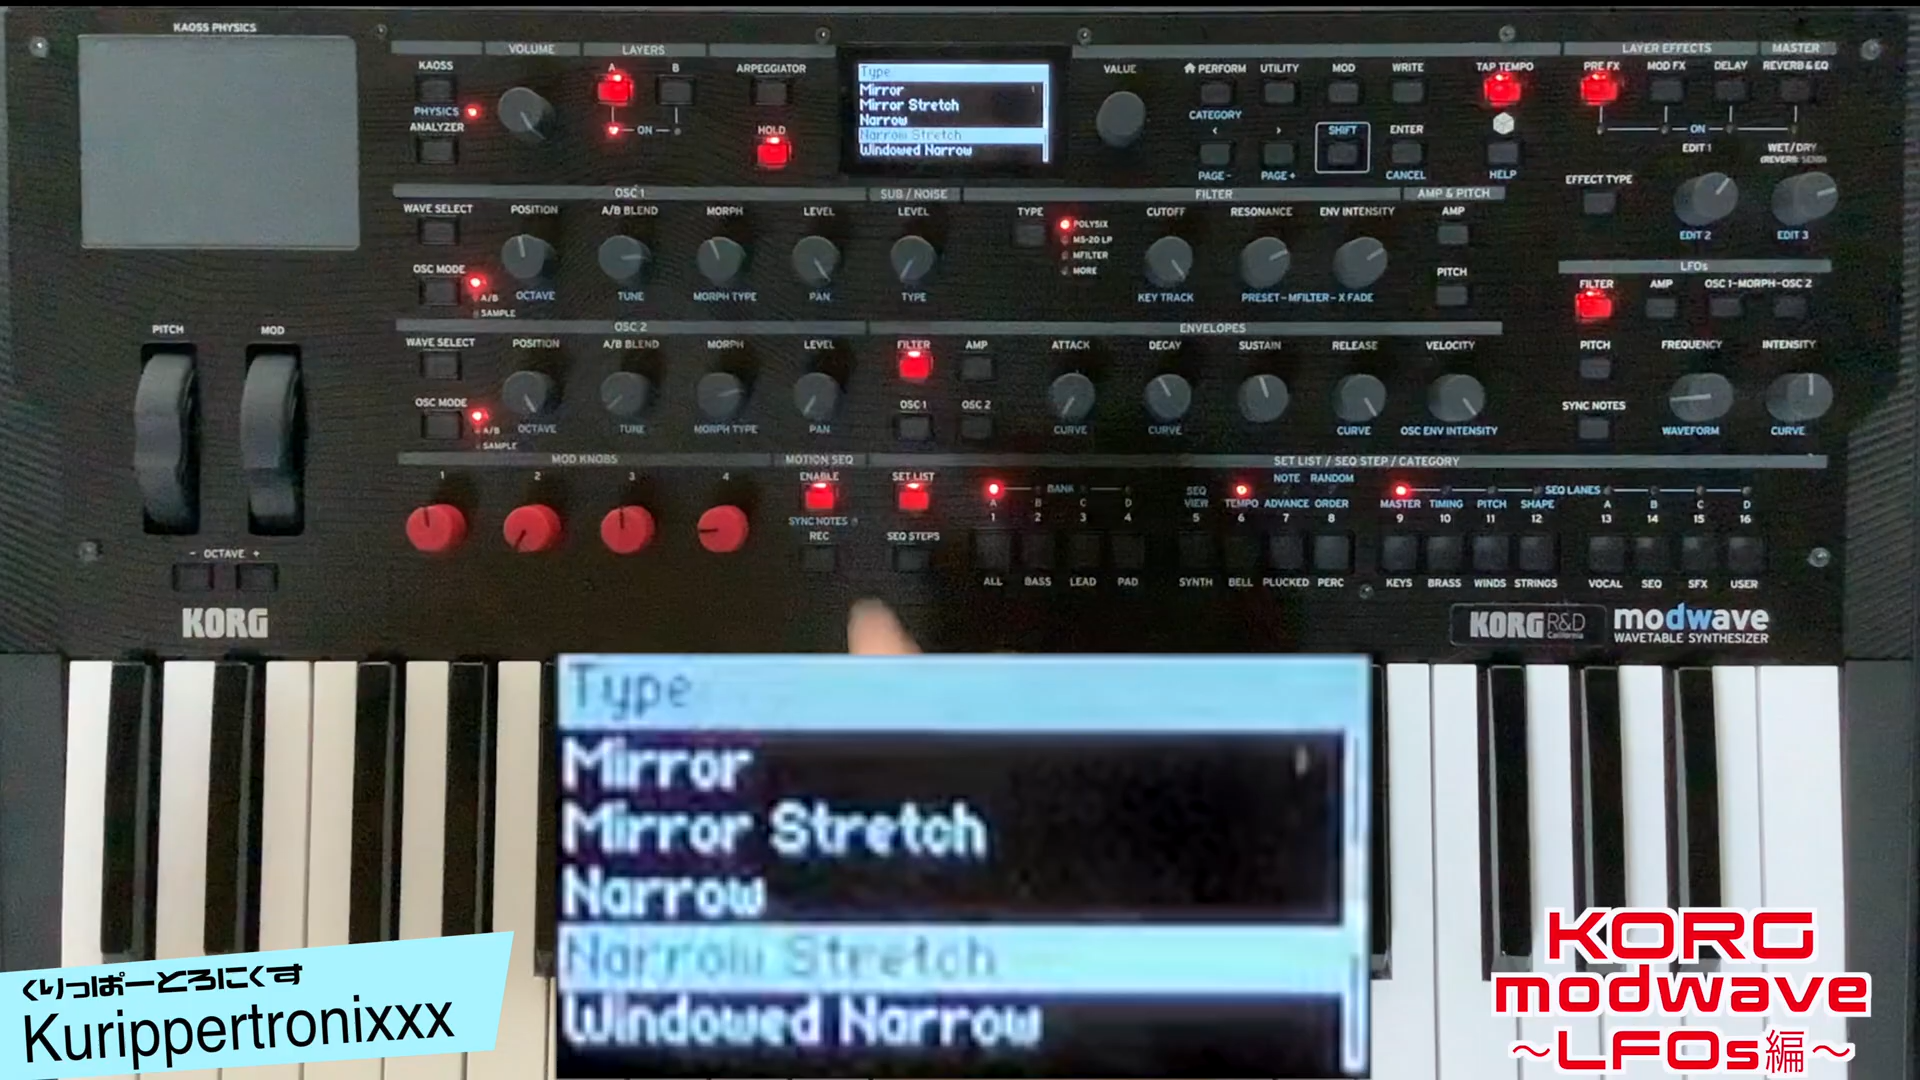 KAOSS PHYSICS
VOLUME
LAYERS
LAYER EFFECTS
MASTER
KAOSS
A
B
ARPEGGIATOR
VALUE
PERFORM
UTILITY
MOD
WRITE
TAP TEMPO
PRE FX
MOD FX
DELAY
REVERB & EQ
PHYSICS
ANALYZER
ON
HOLD
Type
Mirror
Mirror Stretch
Narrow
Narrow Stretch
Windowed Narrow
CATEGORY
< >
SHIFT
ENTER
ON
EDIT 1
WET/DRY
(REVERB: SEND)
PAGE -
PAGE +
CANCEL
HELP
EFFECT TYPE
EDIT 2
EDIT 3
OSC 1
SUB / NOISE
FILTER
AMP & PITCH
WAVE SELECT
POSITION
A/B BLEND
MORPH
LEVEL
LEVEL
TYPE
POLYSIX
MS-20 LP
MFILTER
MORE
CUTOFF
RESONANCE
ENV INTENSITY
AMP
PITCH
OSC MODE
A/B
SAMPLE
OCTAVE
TUNE
MORPH TYPE
PAN
TYPE
KEY TRACK
PRESET - MFILTER - X FADE
LFOs
FILTER
AMP
OSC 1 - MORPH - OSC 2
OSC 2
ENVELOPES
PITCH
MOD
WAVE SELECT
POSITION
A/B BLEND
MORPH
LEVEL
FILTER
AMP
ATTACK
DECAY
SUSTAIN
RELEASE
VELOCITY
PITCH
FREQUENCY
INTENSITY
OSC MODE
A/B
SAMPLE
OCTAVE
TUNE
MORPH TYPE
PAN
OSC 1
OSC 2
CURVE
CURVE
CURVE
OSC ENV INTENSITY
SYNC NOTES
WAVEFORM
CURVE
MOD KNOBS
MOTION SEQ
SET LIST / SEQ STEP / CATEGORY
1
2
3
4
ENABLE
SYNC NOTES
REC
SET LIST
SEQ STEPS
BANK
A
B
C
D
SEQ VIEW
TEMPO
NOTE ADVANCE
RANDOM ORDER
MASTER
TIMING
PITCH
SHAPE
SEQ LANES
A
B
C
D
1 2 3 4 5 6 7 8 9 10 11 12 13 14 15 16
ALL
BASS
LEAD
PAD
SYNTH
BELL
PLUCKED
PERC
KEYS
BRASS
WINDS
STRINGS
VOCAL
SEQ
SFX
USER
- OCTAVE +
KORG
KORG R&D
California
modwave
WAVETABLE SYNTHESIZER
Type
Mirror
Mirror Stretch
Narrow
Narrow Stretch
Windowed Narrow
くりっぱーとろにくす
Kurippertronixxx
KORG
modwave
～LFOs編～